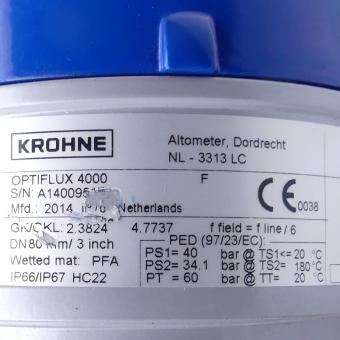 KROHNE
Altometer, Dordrecht
NL - 3313 LC
OPTIFLUX 4000 F
S/N: 
Mfd.: 2014 Netherlands
CE 0038
GK/GKL: 2.3824 4.7737 f field = f line / 6
DN 80 mm/ 3 inch PED (97/23/EC):
Wetted mat: PFA PS1= 40 bar @ TS1<= 20 °C
PS2= 34.1 bar @ TS2= 180 °C
IP66/IP67 HC22 PT = 60 bar @ TT = 20 °C